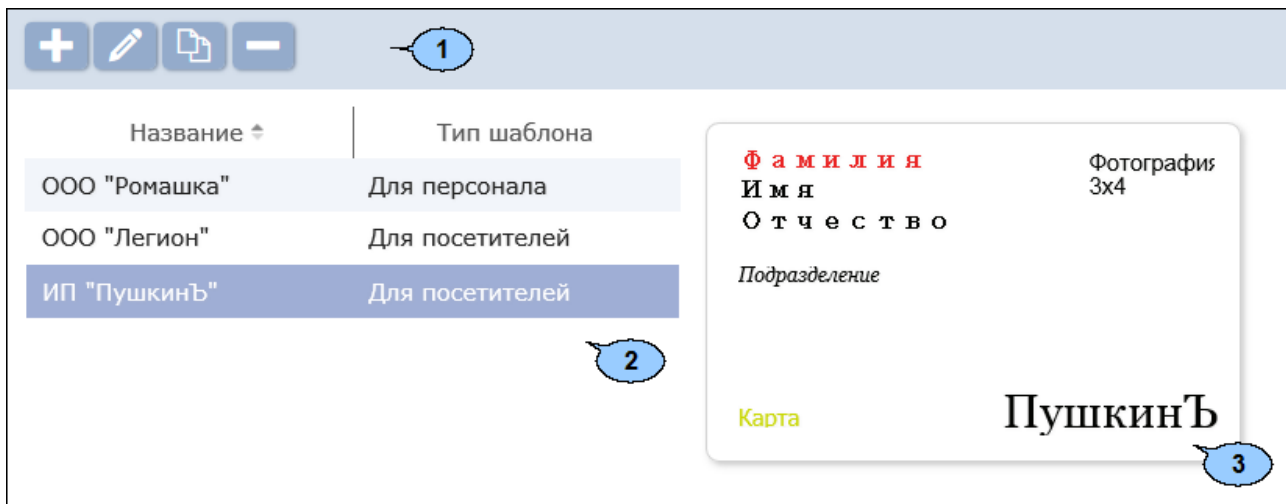 1
Название Тип шаблона
ООО "Ромашка" Для персонала
ООО "Легион" Для посетителей
ИП "ПушкинЪ" Для посетителей
2
Фамилия
Имя
Отчество
Фотография
3x4
Подразделение
Карта
ПушкинЪ
3